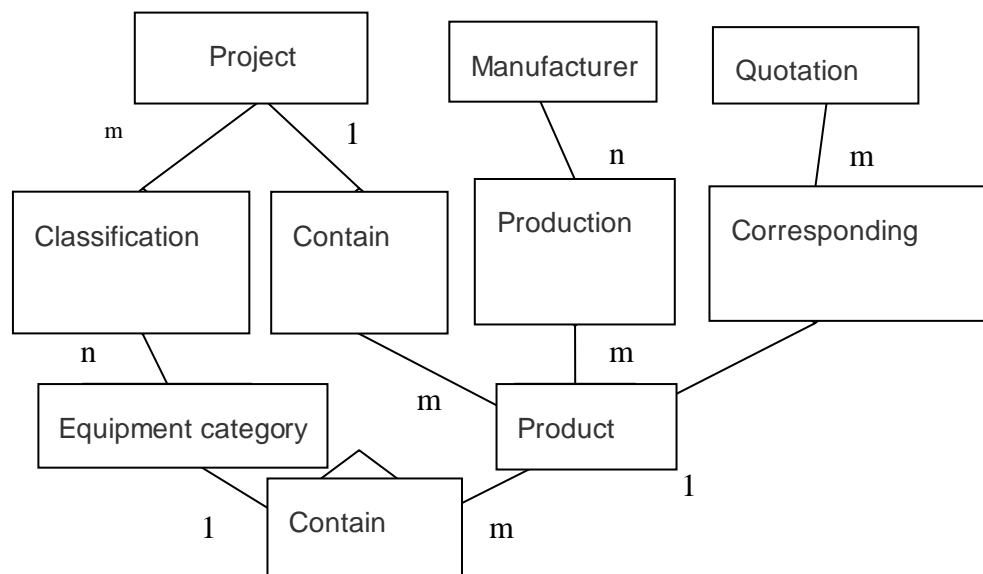 Project
Manufacturer
Quotation
m
1
n
m
Classification
Contain
Production
Corresponding
n
m
m
Equipment category
Product
1
1
Contain
m